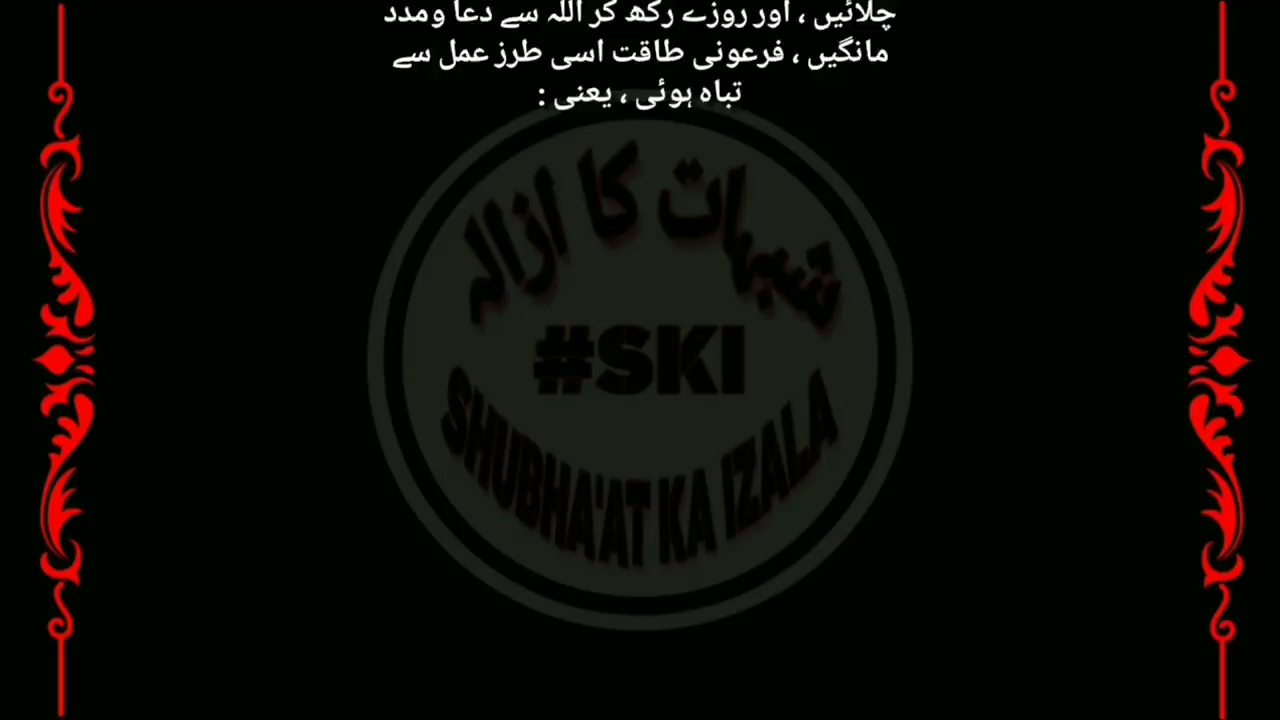 چلائیں ، اور روزے رکھ کر اللہ سے دعا ومدد
مانگیں ، فرعونی طاقت اسی طرز عمل سے
تباہ ہوئی ، یعنی :
شبہات کا ازالہ
#SKI
SHUBHA'AT KA IZALA